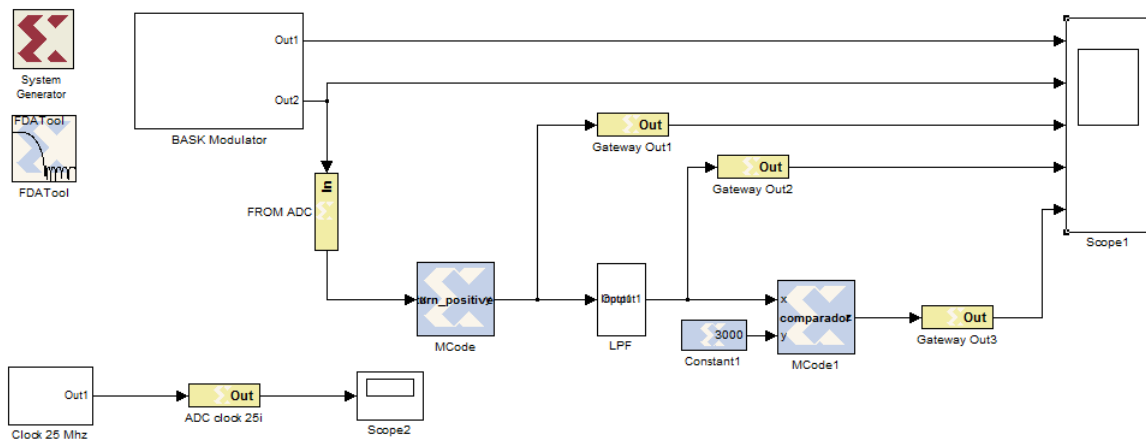 System
Generator
FDATool
FDATool
Out1
Out2
BASK Modulator
In
FROM ADC
Out
Gateway Out1
Out
Gateway Out2
Scope1
urn_positive
y
MCode
LPF
3000
Constant1
x
y
comparador
MCode1
Out
Gateway Out3
Out1
Clock 25 Mhz
Out
ADC clock 25i
Scope2